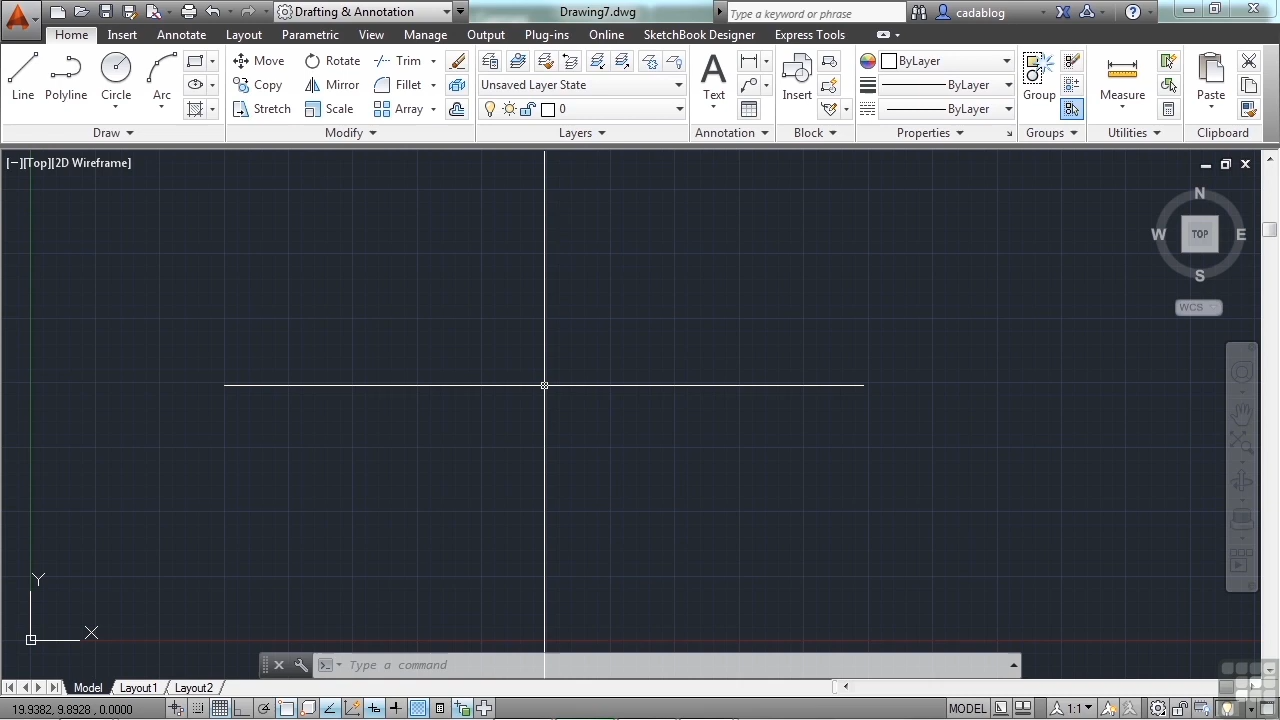 Drafting & Annotation
Drawing7.dwg
Type a keyword or phrase
cadablog
Home Insert Annotate Layout Parametric View Manage Output Plug-ins Online SketchBook Designer Express Tools
Line Polyline Circle Arc
Move Rotate Trim
Copy Mirror Fillet
Stretch Scale Array
Unsaved Layer State
0
Text
Insert
ByLayer
ByLayer
ByLayer
Group
Measure
Paste
Draw Modify Layers Annotation Block Properties Groups Utilities Clipboard
[−][Top][2D Wireframe]
N
W TOP E
S
WCS
Y
X
Type a command
Model Layout1 Layout2
19.9382, 9.8928 , 0.0000
MODEL 1:1